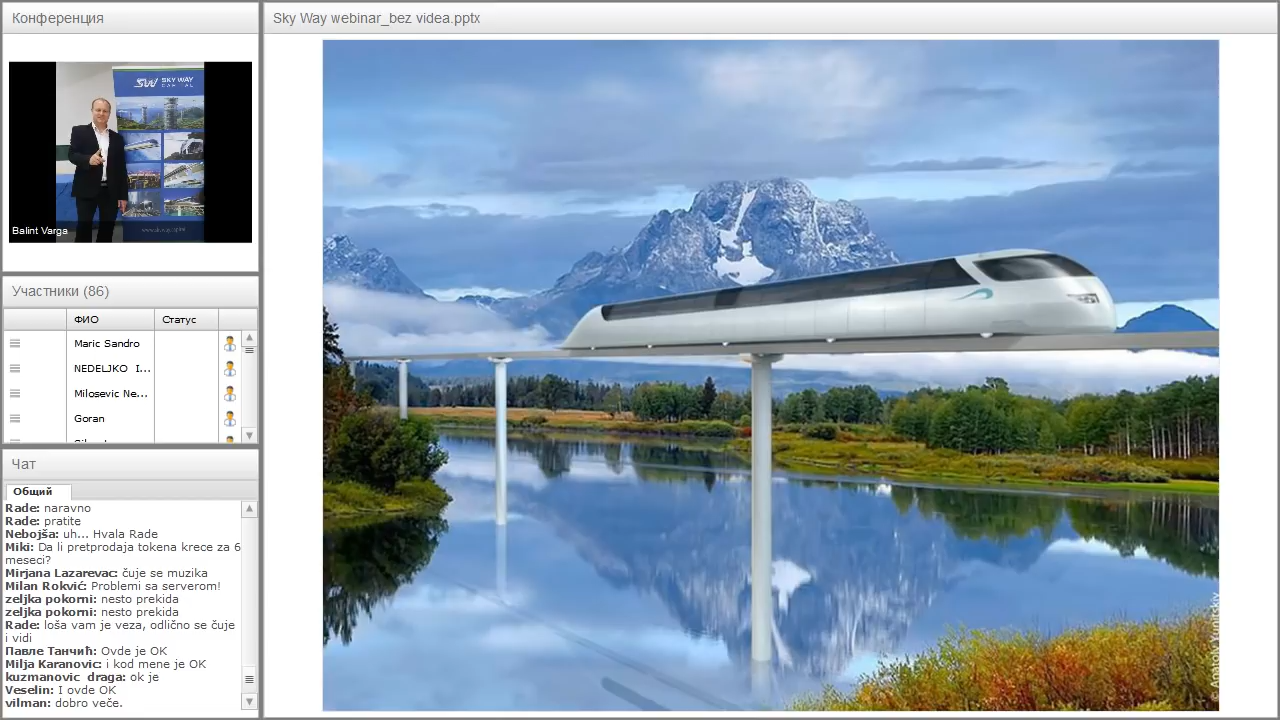 Конференция
SKY WAY
CAPITAL
Balint Varga
Участники (86)
ФИО
Статус
Maric Sandro
NEDELJKO I...
Milosevic Ne...
Goran
Чат
Общий
Rade: naravno
Rade: pratite
Nebojša: uh... Hvala Rade
Miki: Da li pretprodaja tokena krece za 6
meseci?
Mirjana Lazarevac: čuje se muzika
Milan Roković: Problemi sa serverom!
zeljka pokorni: nesto prekida
zeljka pokorni: nesto prekida
Rade: loša vam je veza, odlično se čuje
i vidi
Павле Танчић: Ovde je OK
Milja Karanovic: i kod mene je OK
kuzmanovic draga: ok je
Veselin: I ovde OK
vilman: dobro veče.
Sky Way webinar_bez videa.pptx